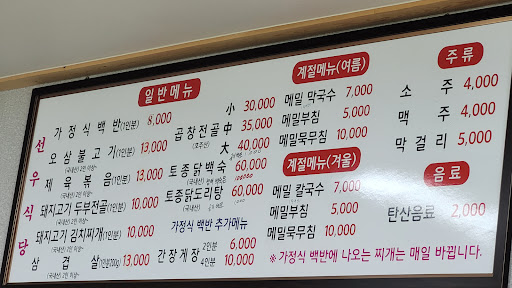 선우식당
일반메뉴
가정식 백반(1인분) 8,000
오삼불고기 13,000
제육볶음(1인분) 13,000
돼지고기 두부전골(1인분) 10,000
돼지고기 김치찌개(1인분) 10,000
삼겹살(1인분200g) 13,000
곱창전골
(호주산)
小 30,000
中 35,000
大 40,000
토종닭백숙 60,000
토종닭도리탕 60,000
가정식 백반 추가메뉴
간장게장 2인분 6,000
4인분 10,000
계절메뉴(여름)
메밀 막국수 7,000
메밀부침 5,000
메밀묵무침 10,000
계절메뉴(겨울)
메밀 칼국수 7,000
메밀부침 5,000
메밀묵무침 10,000
주류
소주 4,000
맥주 4,000
막걸리 5,000
음료
탄산음료 2,000
※ 가정식 백반에 나오는 찌개는 매일 바뀝니다.